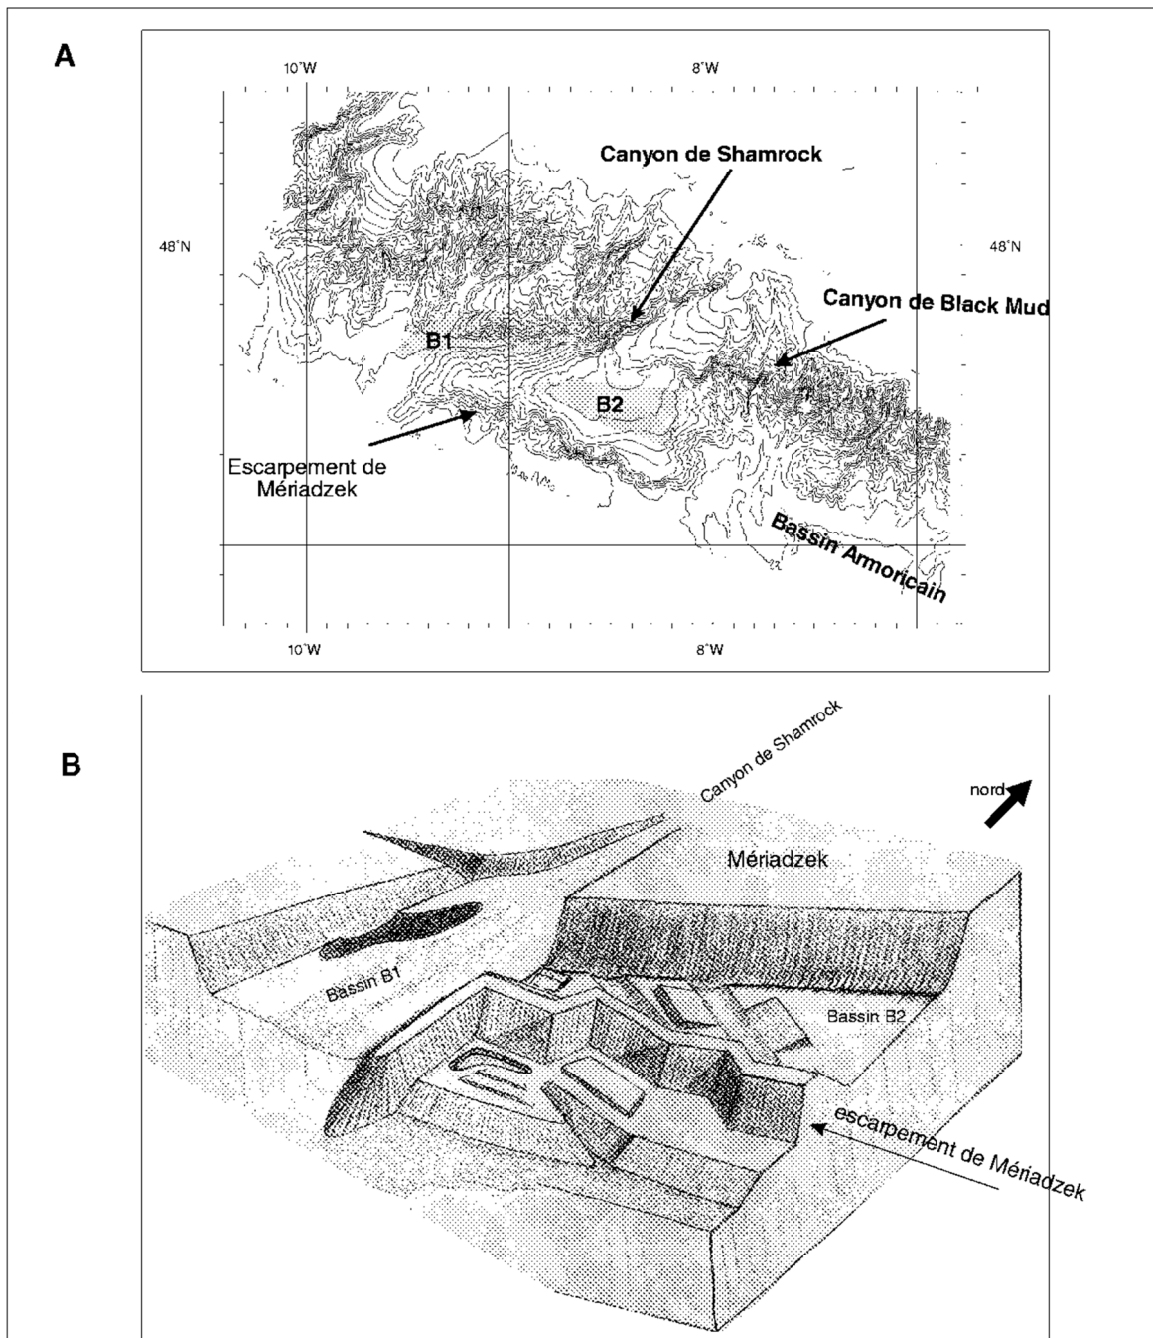 A
10°W
8°W
Canyon de Shamrock
48°N
48°N
Canyon de Black Mud
B1
B2
Escarpement de
Mériadzek
Bassin Armoricain
10°W
8°W
B
Canyon de Shamrock
nord
Mériadzek
Bassin B1
Bassin B2
escarpement de Mériadzek